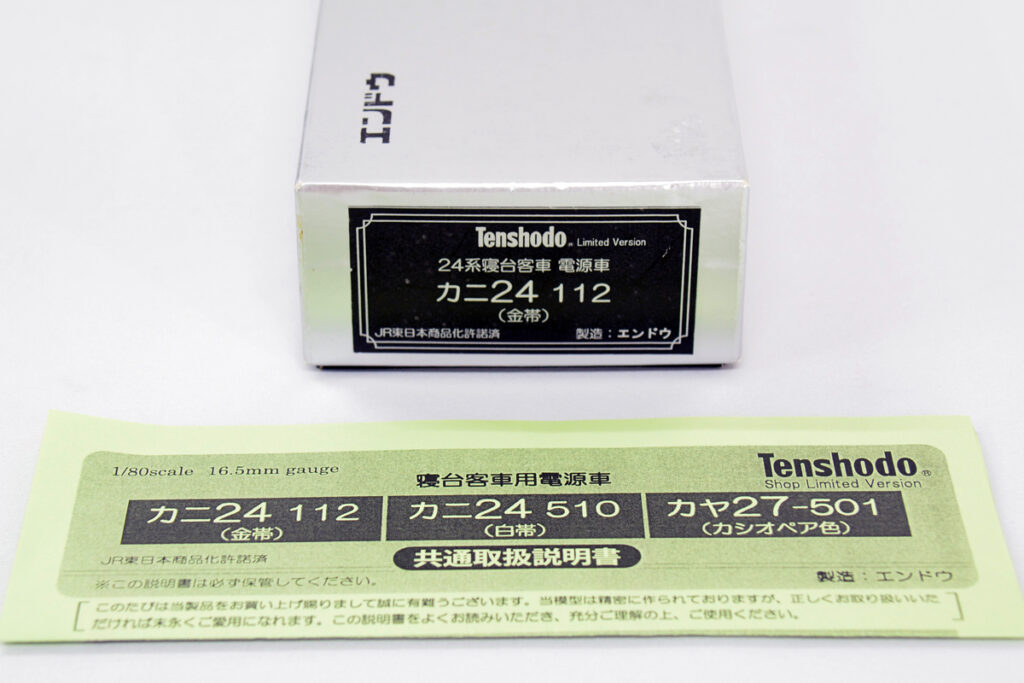 エンドウ
Tenshodo® Limited Version
24系寝台客車 電源車
カニ24 112
(金帯)
JR東日本商品化許諾済 製造：エンドウ
1/80scale 16.5mm gauge
Tenshodo®
Shop Limited Version
寝台客車用電源車
カニ24 112 カニ24 510 カヤ27-501
(金帯) (白帯) (カシオペア色)
JR東日本商品化許諾済
共通取扱説明書
※この説明書は必ず保管してください。
製造：エンドウ
このたびは当製品をお買い上げ賜りまして誠に有難うございます。当模型は精密に作られておりますが、正しくお取り扱いいた
だければ末永くご愛用になれます。この説明書をよくお読みいただき、充分ご理解の上、ご使用ください。